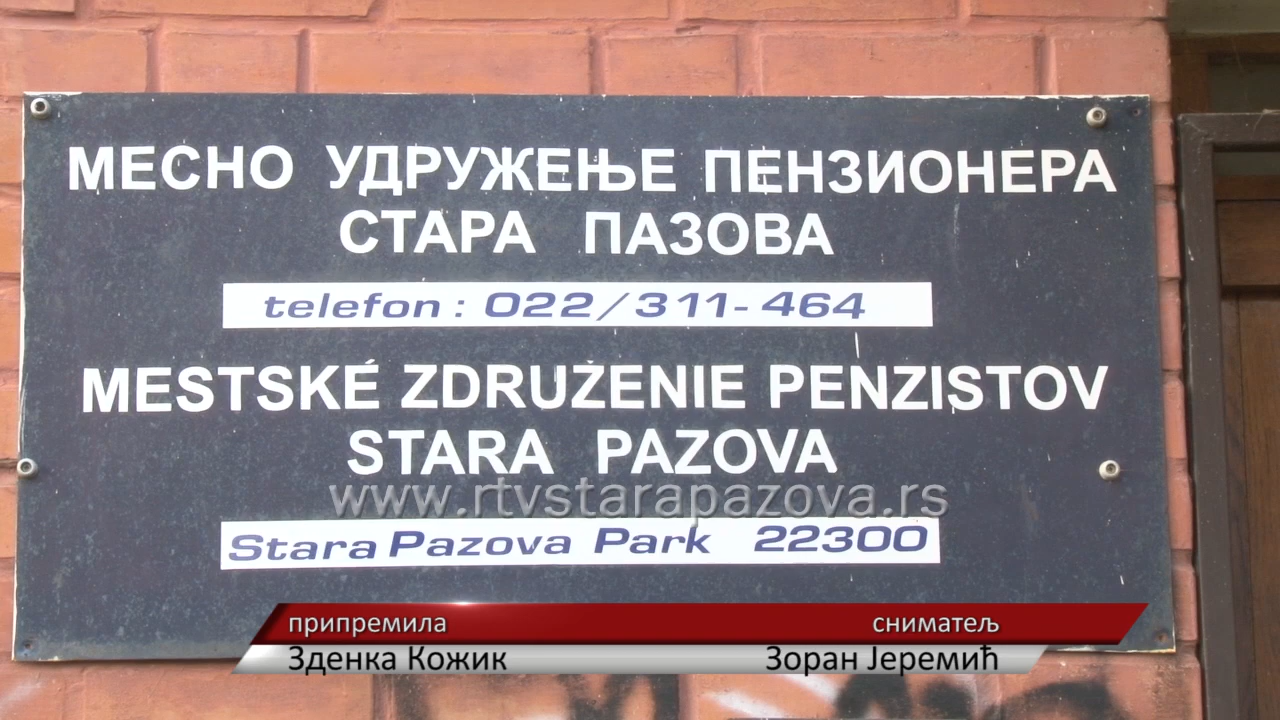 МЕСНО УДРУЖЕЊЕ ПЕНЗИОНЕРА
СТАРА ПАЗОВА
telefon: 022/311-464
MESTSKÉ ZDRUŽENIE PENZISTOV
STARA PAZOVA
www.rtvstarapazova.rs
Stara Pazova Park 22300
припремила сниматељ
Зденка Кожик Зоран Јеремић